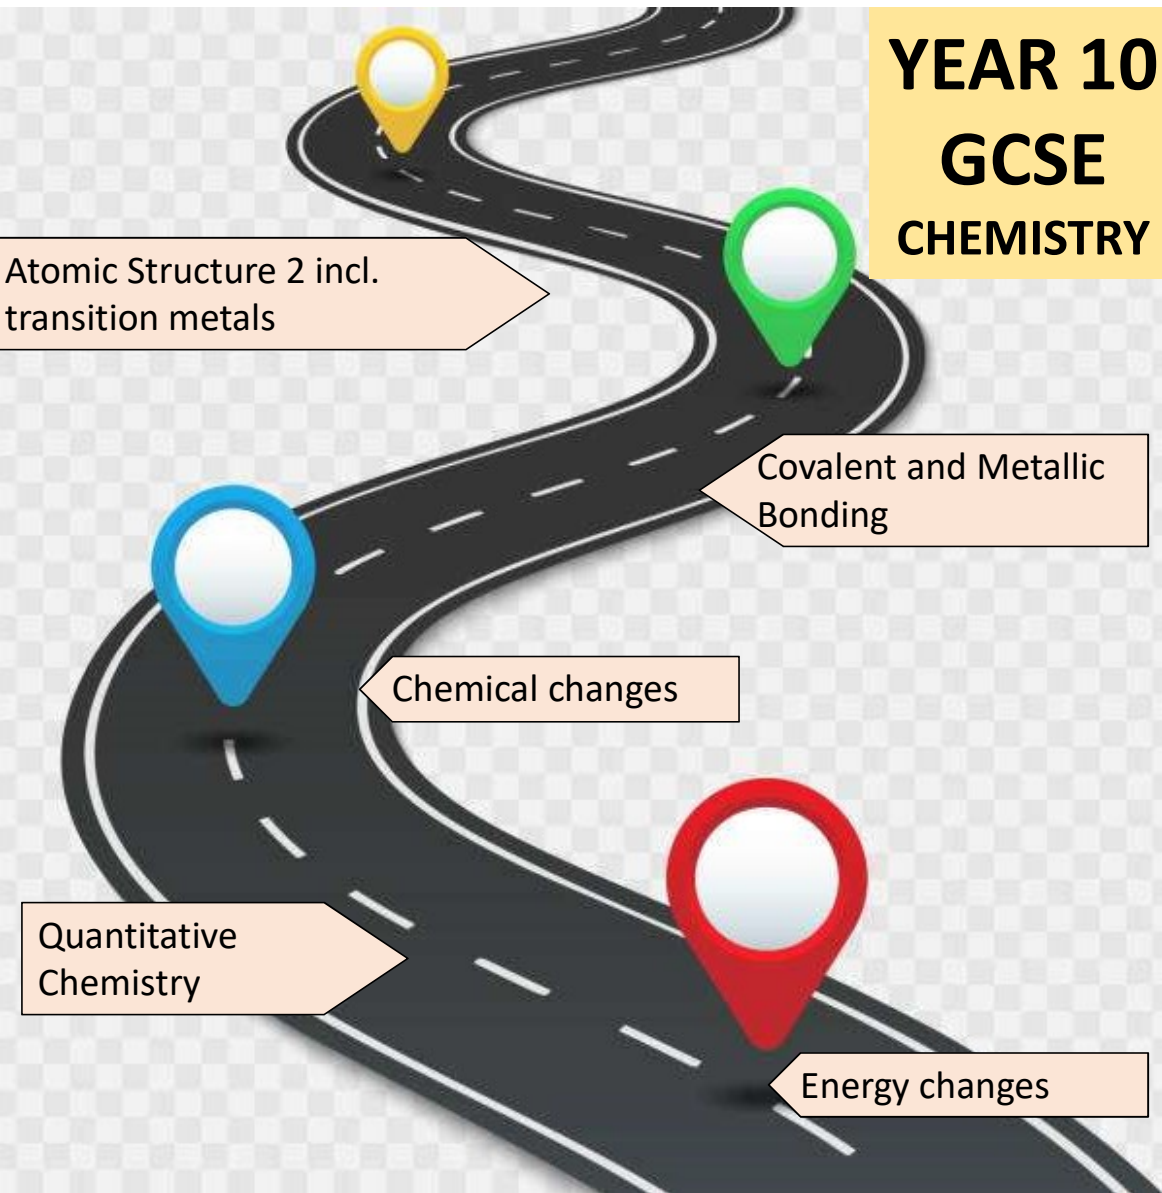 YEAR 10
GCSE
CHEMISTRY
Atomic Structure 2 incl.
transition metals
Covalent and Metallic
Bonding
Chemical changes
Quantitative
Chemistry
Energy changes